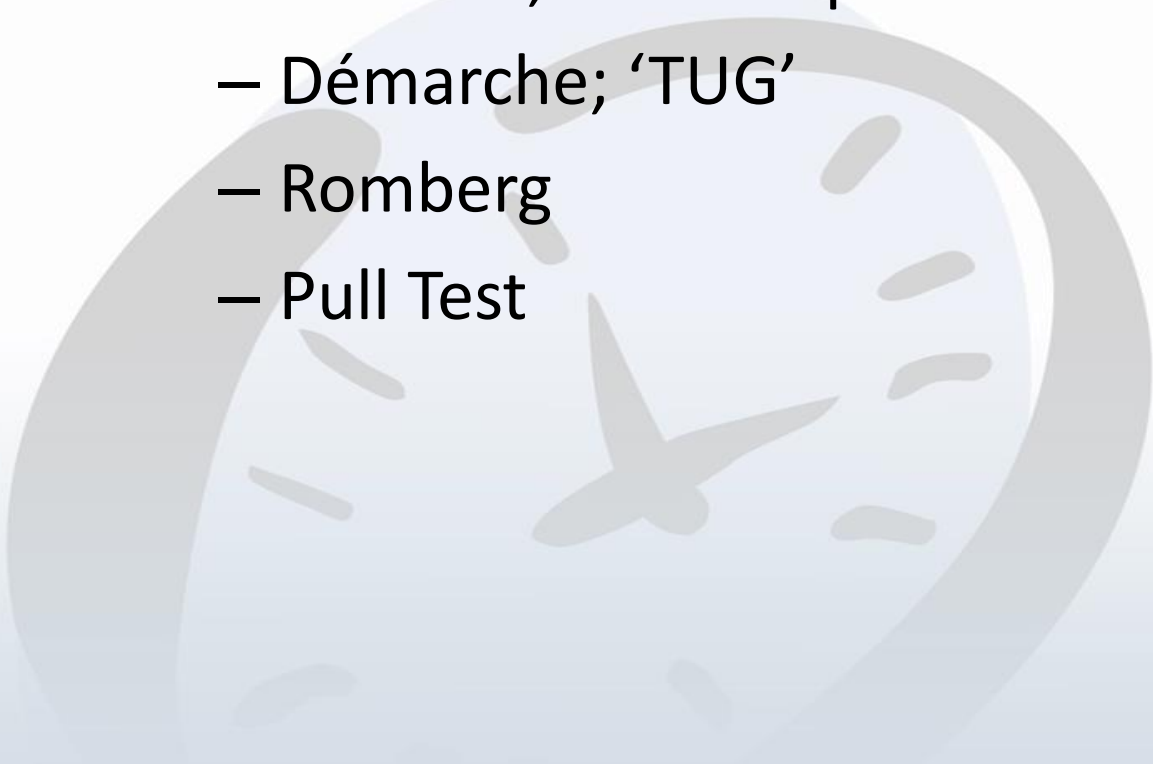 – Démarche; ‘TUG’
– Romberg
– Pull Test